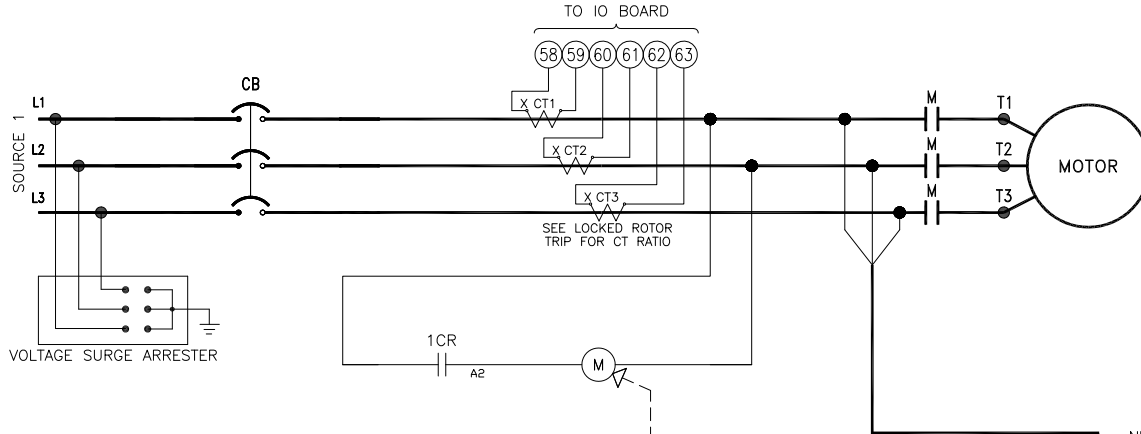 TO IO BOARD
58 59 60 61 62 63
CB
L1
X CT1
M
T1
SOURCE 1
L2
X CT2
M
T2
MOTOR
L3
X CT3
M
T3
SEE LOCKED ROTOR
TRIP FOR CT RATIO
VOLTAGE SURGE ARRESTER
1CR
A2
M